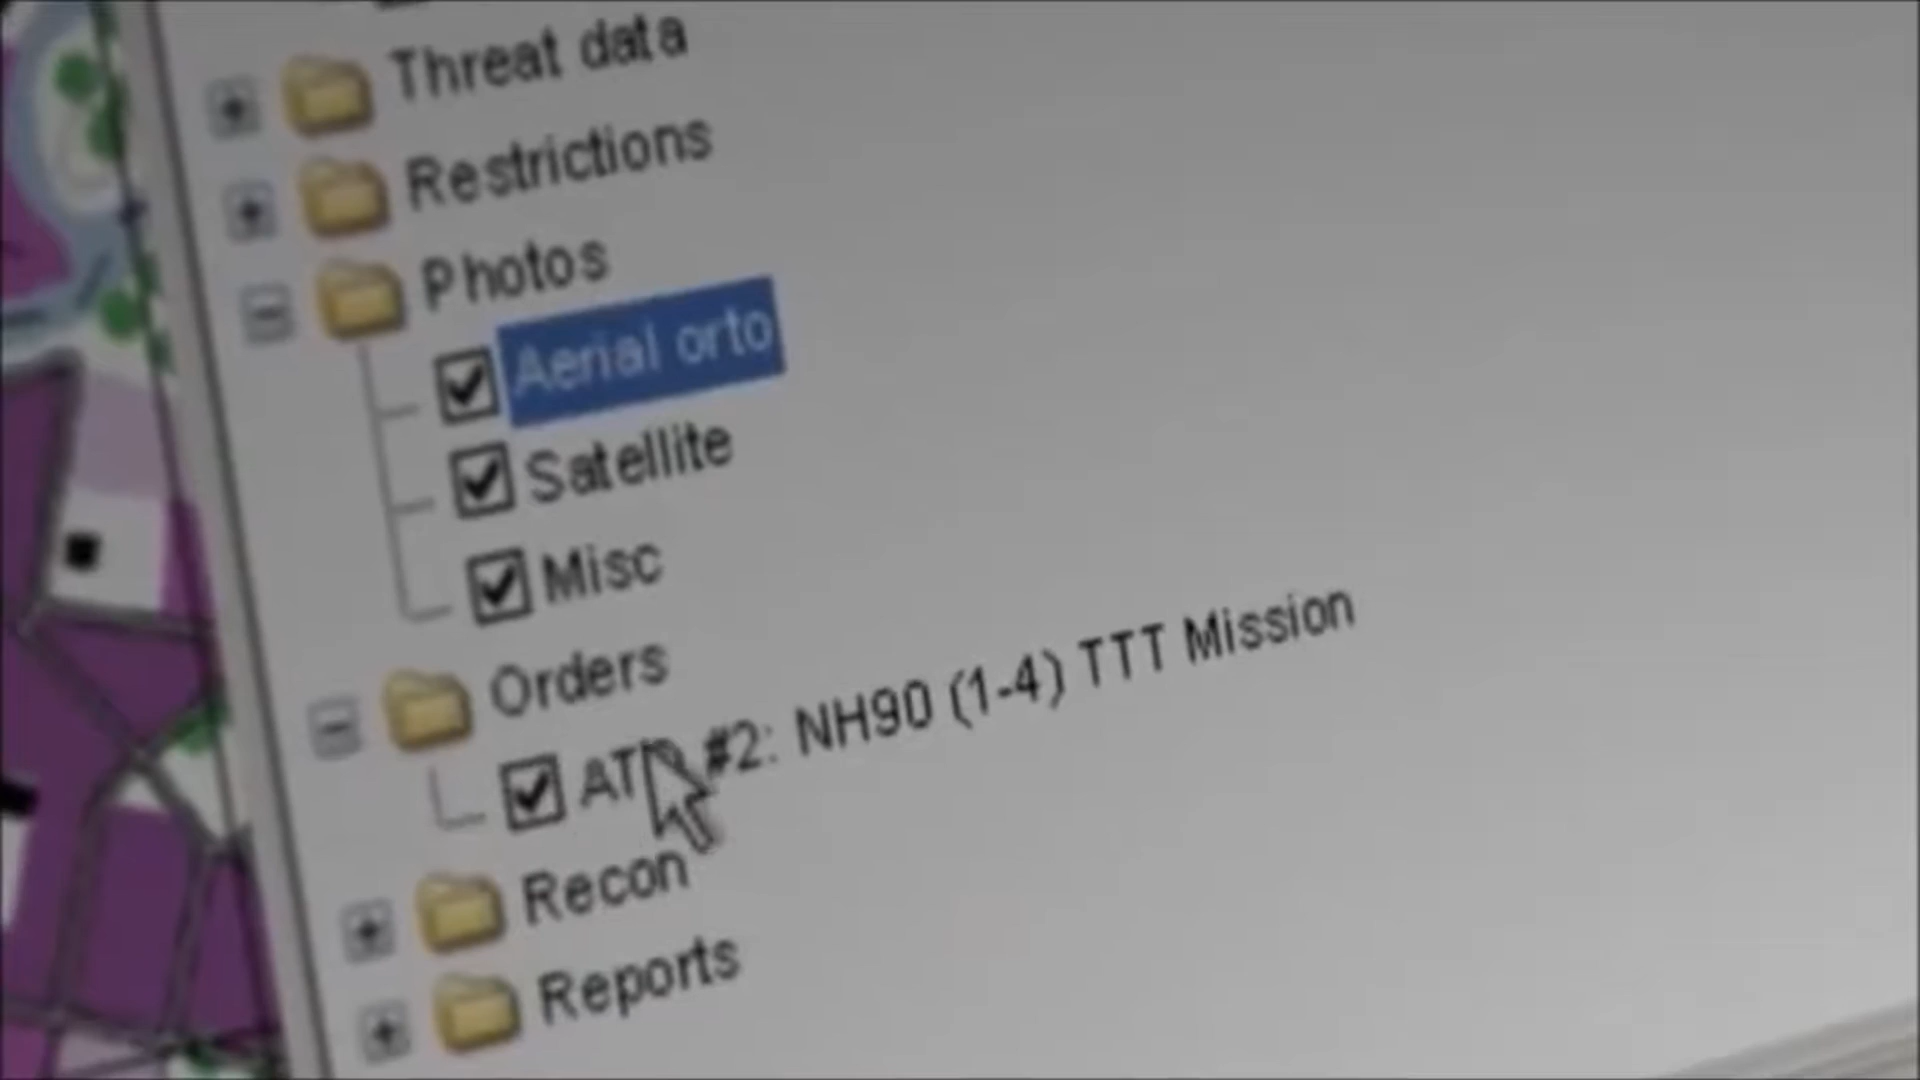 Threat data
Restrictions
Photos
Aerial orto
Satellite
Misc
Orders
#2: NH90 (1-4) TTT Mission
Recon
Reports